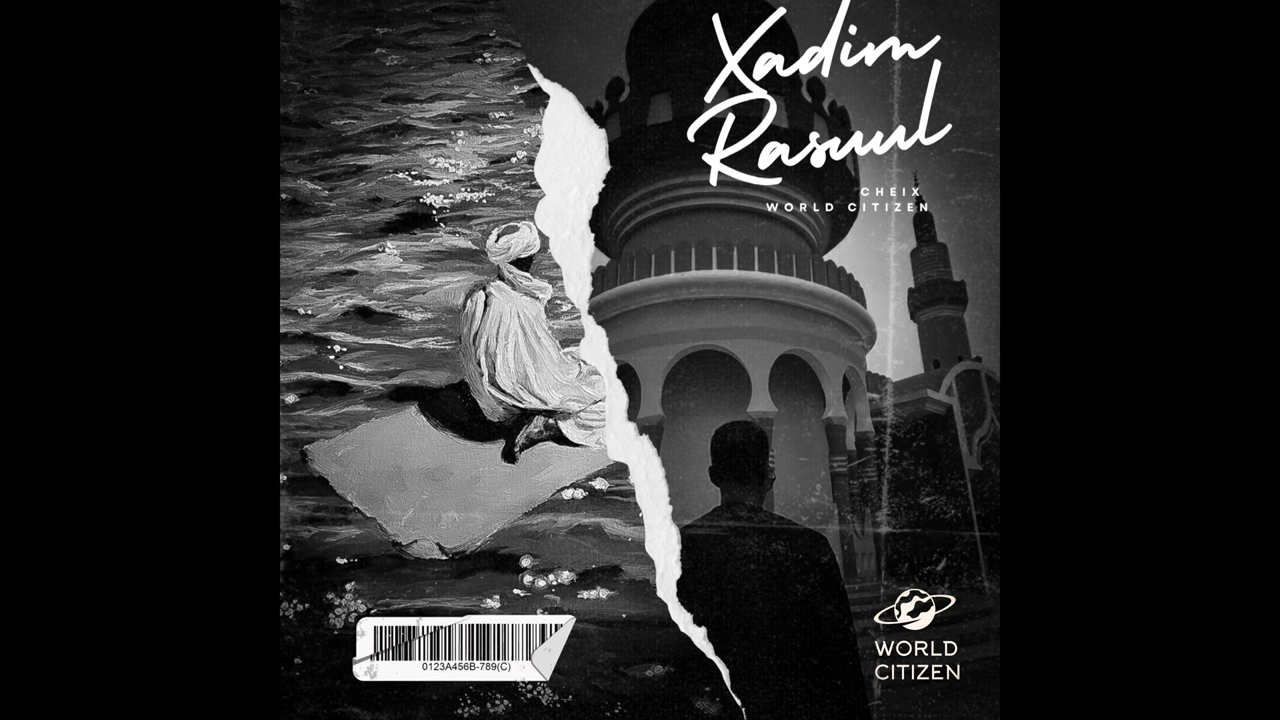 Xadim
Rasuul
CHEIX
WORLD CITIZEN
0123A456B-789(C)
WORLD
CITIZEN